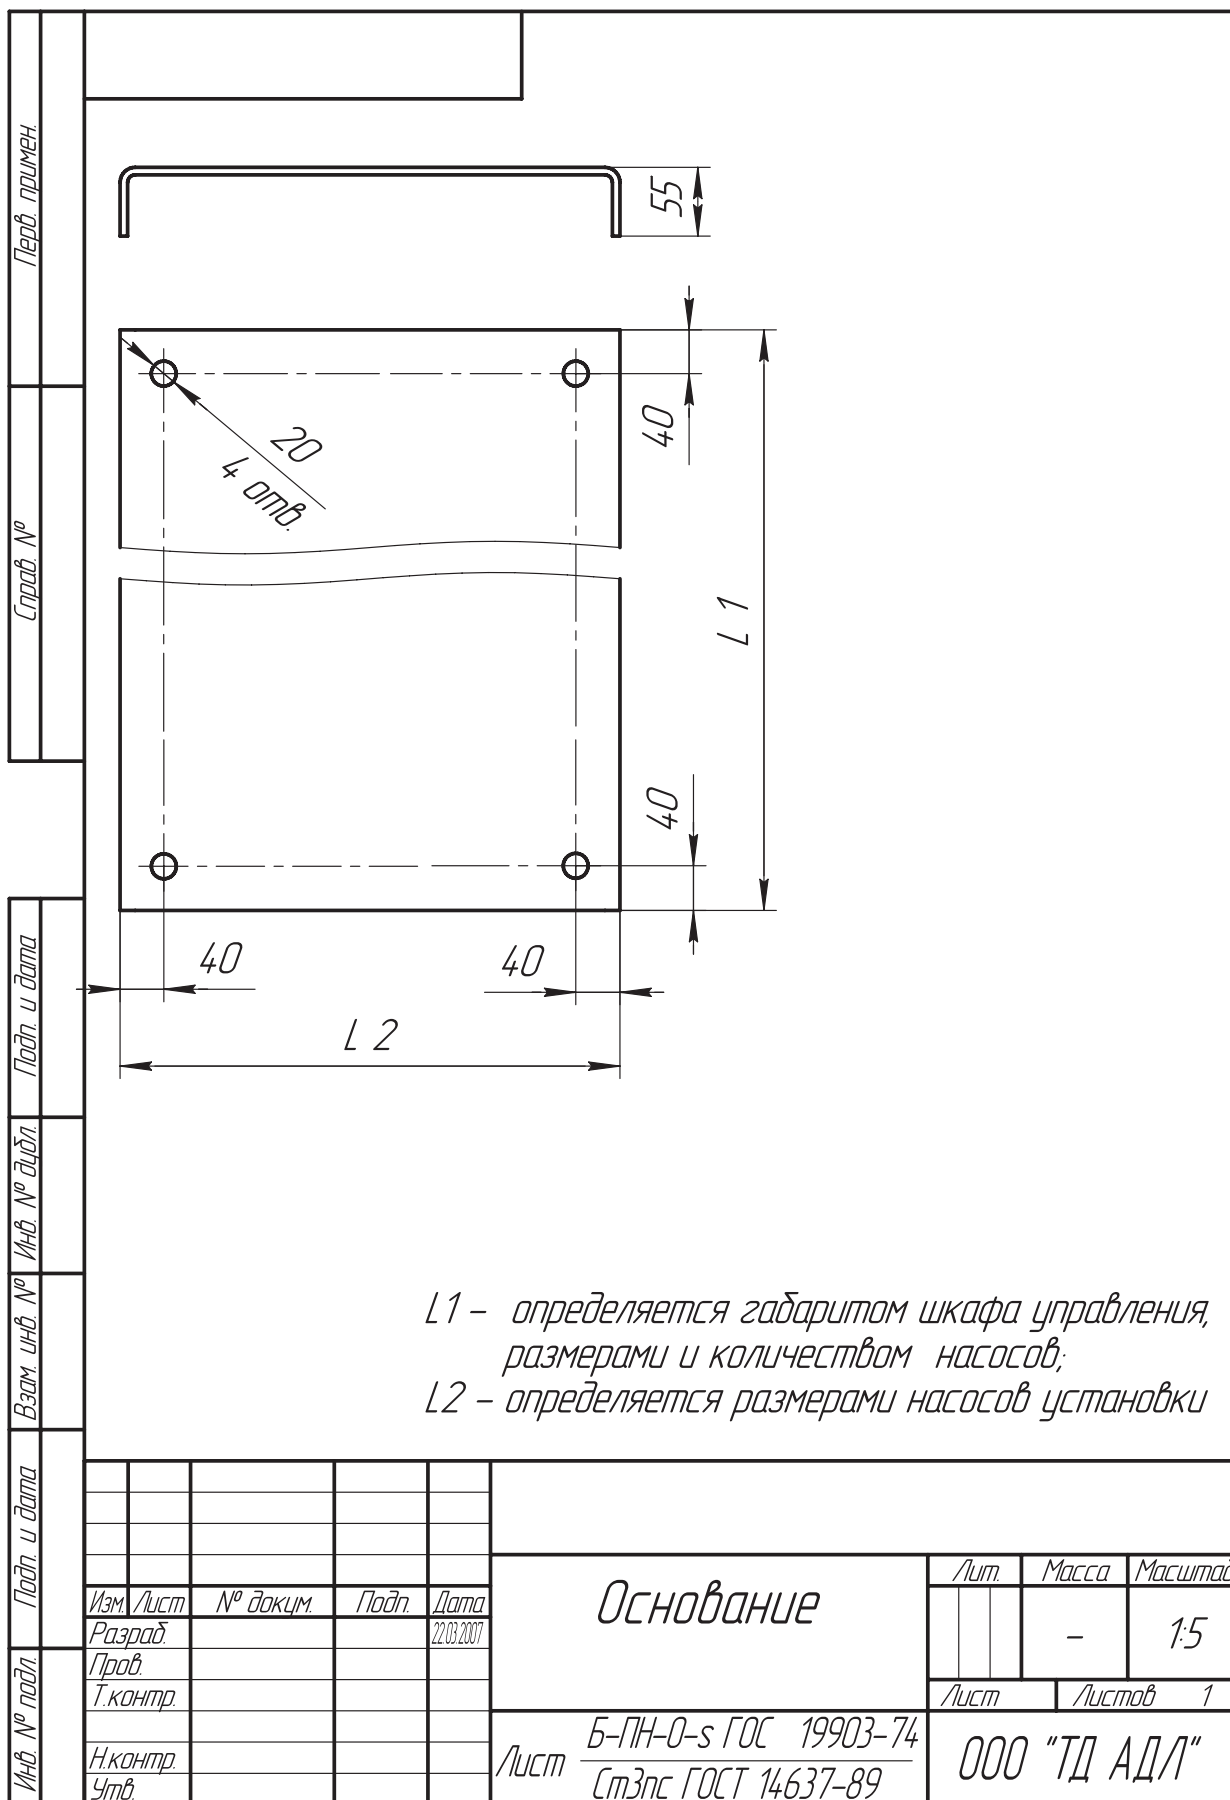 Перв. примен.
Справ. №
Подп. и дата
Инв. № дубл.
Взам. инв. №
Подп. и дата
Инв. № подл.
55
40
20
4 отв.
L 1
40
40
40
L 2
L1 – определяется габаритом шкафа управления,
размерами и количеством насосов;
L2 – определяется размерами насосов установки
Изм. Лист № докум. Подп. Дата
Разраб. 22.03.2007
Пров.
Т.контр.
Н.контр.
Утв.
Основание
Лит. Масса Масштаб
– 1:5
Лист Листов 1
Лист Б-ПН-О-s ГОС 19903-74
Ст3пс ГОСТ 14637-89
ООО "ТД АДЛ"